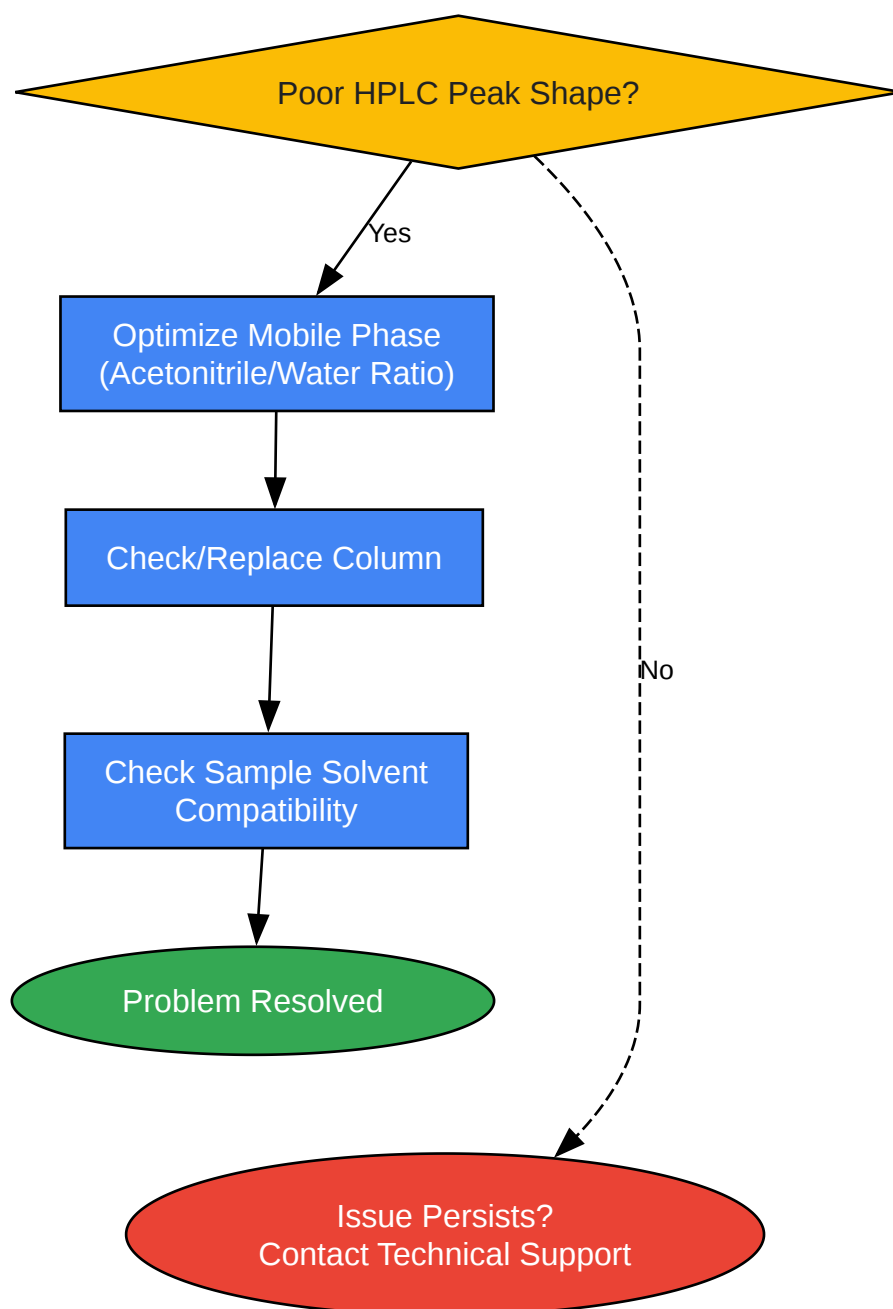 Poor HPLC Peak Shape?
Yes
Optimize Mobile Phase
(Acetonitrile/Water Ratio)
Check/Replace Column
No
Check Sample Solvent
Compatibility
Problem Resolved
Issue Persists?
Contact Technical Support